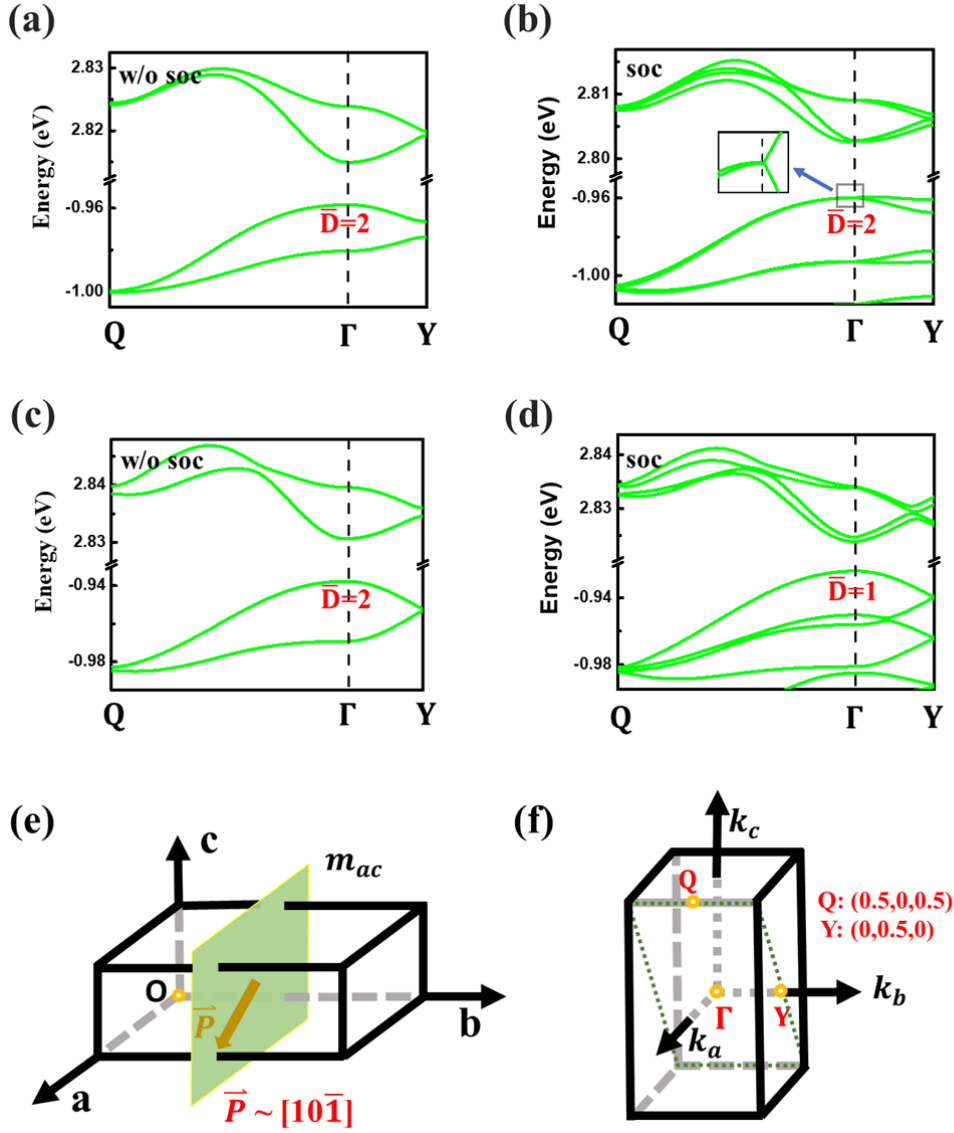 (a)
w/o soc
Energy (eV)
2.83
2.82
-0.96
-1.00
D̅=2
Q Γ Y
(b)
soc
Energy (eV)
2.81
2.80
-0.96
-1.00
D̅=2
Q Γ Y
(c)
w/o soc
Energy (eV)
2.84
2.83
-0.94
-0.98
D̅=2
Q Γ Y
(d)
soc
Energy (eV)
2.84
2.83
-0.94
-0.98
D̅=1
Q Γ Y
(e)
c
m_ac
O
P⃗
b
a
P⃗ ~ [101̅]
(f)
k_c
Q
Q: (0.5,0,0.5)
Y: (0,0.5,0)
k_b
Γ
Y
k_a